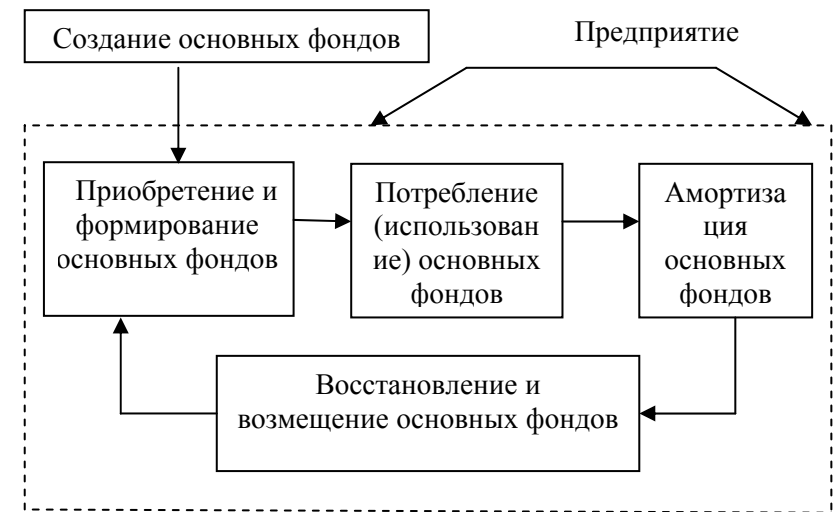 Создание основных фондов
Предприятие
Приобретение и
формирование
основных фондов
Потребление
(использован
ие) основных
фондов
Амортиза
ция
основных
фондов
Восстановление и
возмещение основных фондов